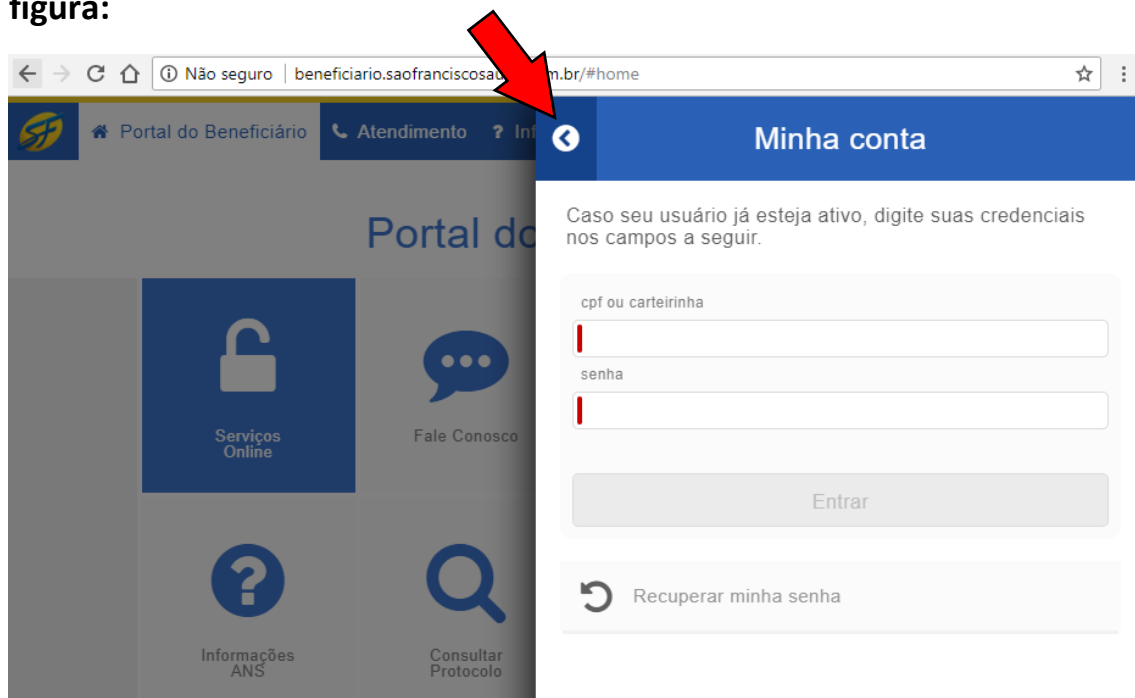 figura:
Não seguro | beneficiario.saofranciscosau m.br/#home
SF
Portal do Beneficiário Atendimento ? Inf
Minha conta
Portal do
Caso seu usuário já esteja ativo, digite suas credenciais
nos campos a seguir.
cpf ou carteirinha
senha
Entrar
Recuperar minha senha
Serviços
Online
Fale Conosco
Informações
ANS
Consultar
Protocolo